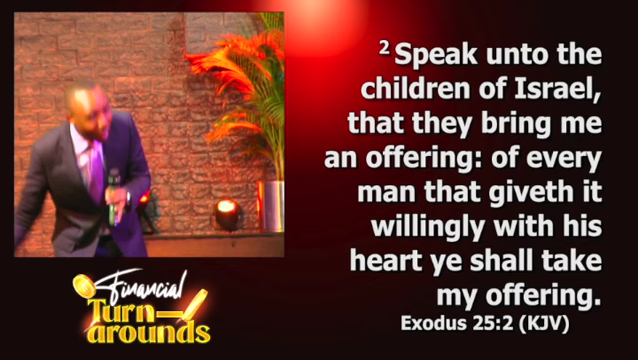 2 Speak unto the
children of Israel,
that they bring me
an offering: of every
man that giveth it
willingly with his
heart ye shall take
my offering.
Exodus 25:2 (KJV)
Financial
Turn-
arounds